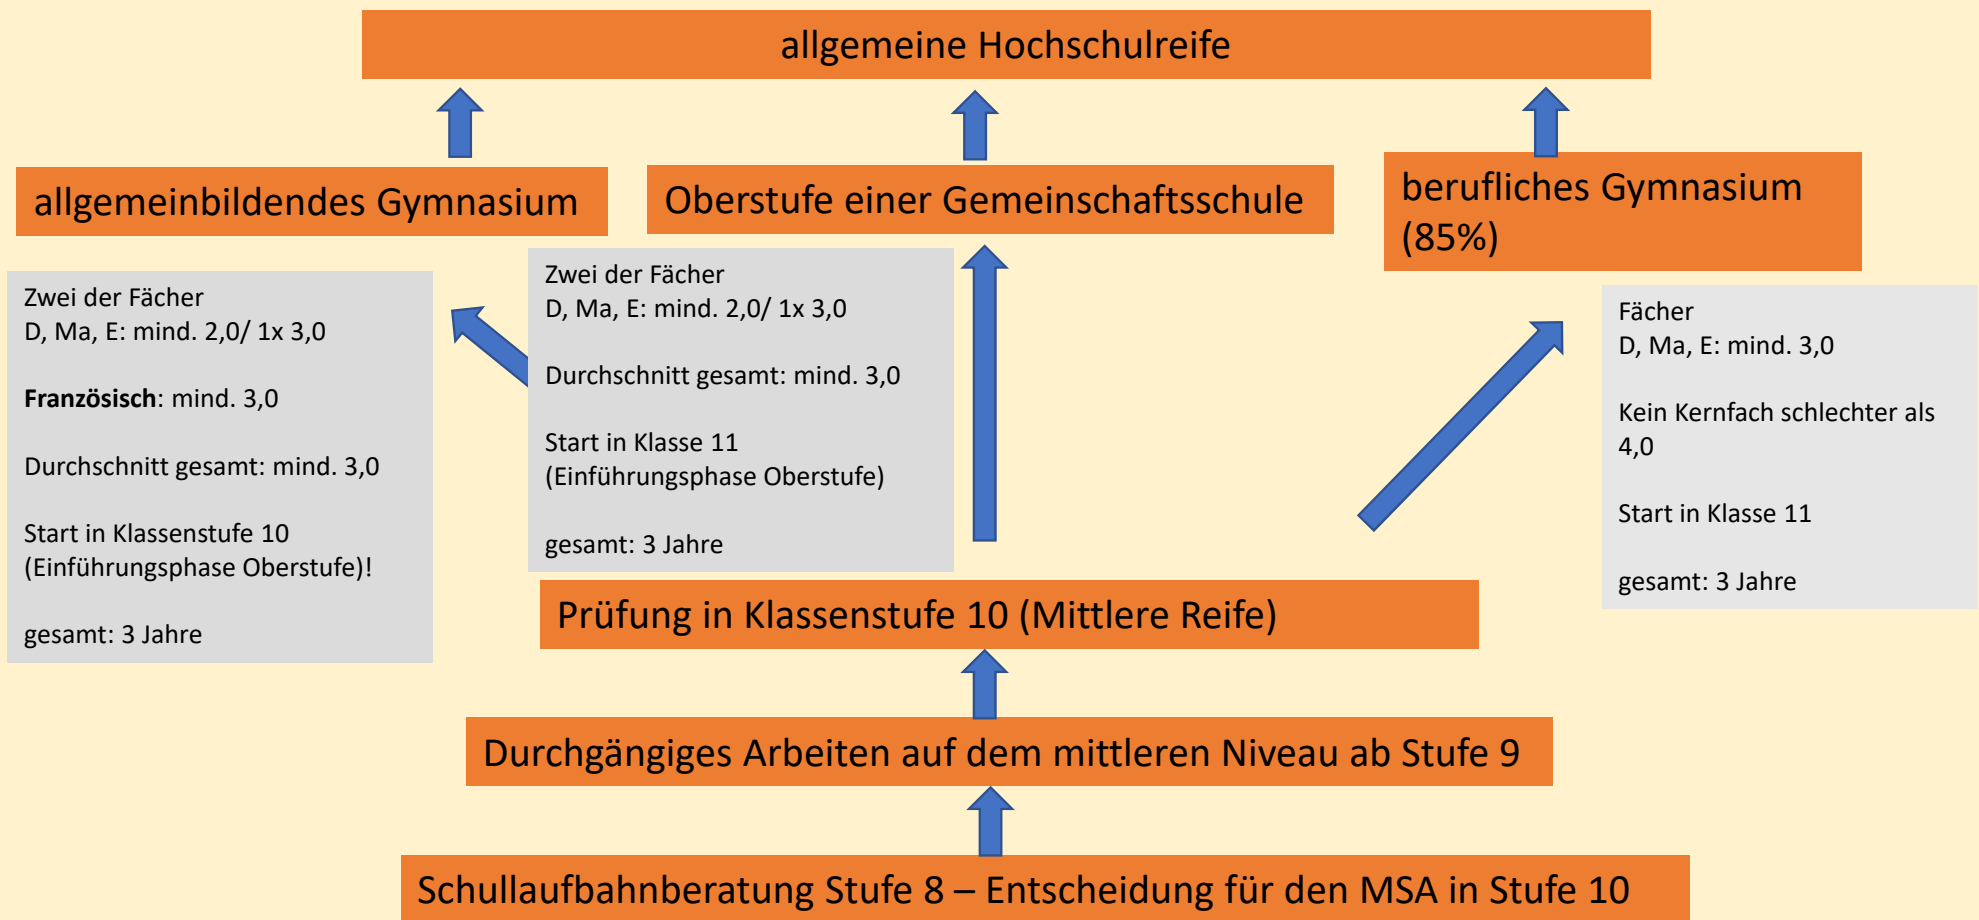 allgemeine Hochschulreife
allgemeinbildendes Gymnasium
Oberstufe einer Gemeinschaftsschule
berufliches Gymnasium
(85%)
Zwei der Fächer
D, Ma, E: mind. 2,0/ 1x 3,0
Französisch: mind. 3,0
Durchschnitt gesamt: mind. 3,0
Start in Klassenstufe 10
(Einführungsphase Oberstufe)!
gesamt: 3 Jahre
Zwei der Fächer
D, Ma, E: mind. 2,0/ 1x 3,0
Durchschnitt gesamt: mind. 3,0
Start in Klasse 11
(Einführungsphase Oberstufe)
gesamt: 3 Jahre
Fächer
D, Ma, E: mind. 3,0
Kein Kernfach schlechter als
4,0
Start in Klasse 11
gesamt: 3 Jahre
Prüfung in Klassenstufe 10 (Mittlere Reife)
Durchgängiges Arbeiten auf dem mittleren Niveau ab Stufe 9
Schullaufbahnberatung Stufe 8 – Entscheidung für den MSA in Stufe 10